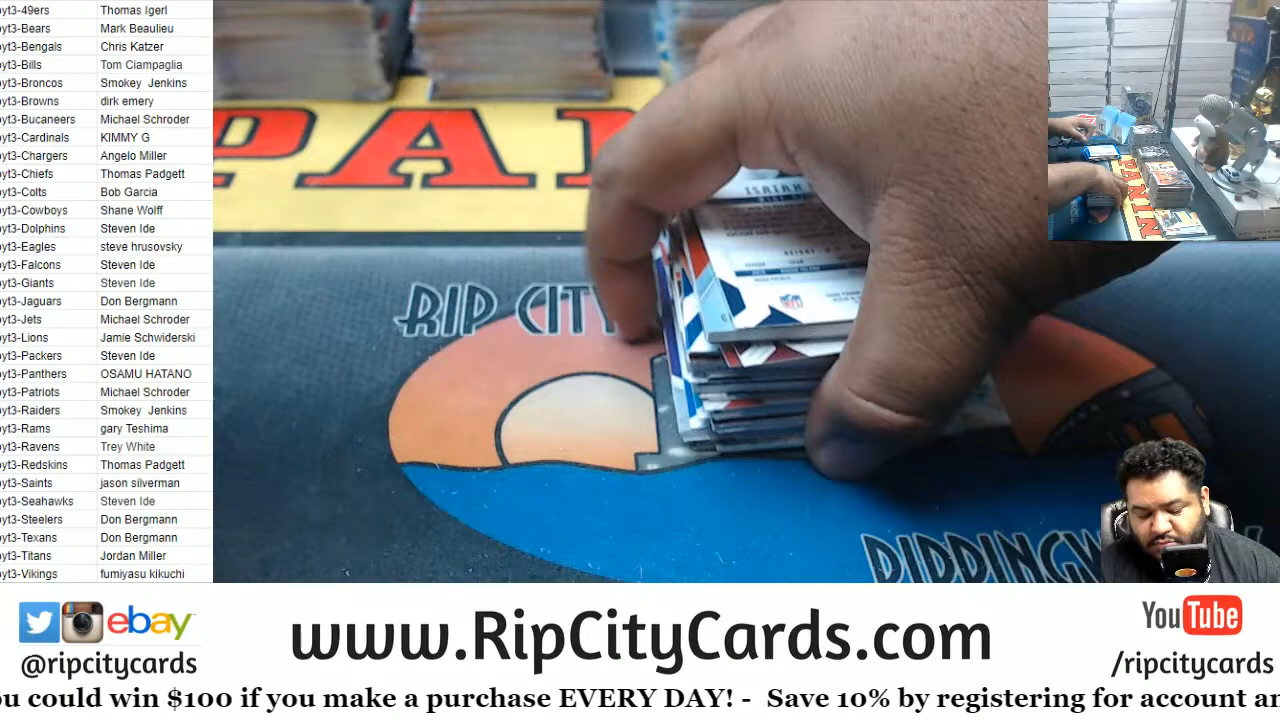 yt3-49ers Thomas Igerl
yt3-Bears Mark Beaulieu
yt3-Bengals Chris Katzer
yt3-Bills Tom Ciampaglia
yt3-Broncos Smokey Jenkins
yt3-Browns dirk emery
yt3-Bucaneers Michael Schroder
yt3-Cardinals KIMMY G
yt3-Chargers Angelo Miller
yt3-Chiefs Thomas Padgett
yt3-Colts Bob Garcia
yt3-Cowboys Shane Wolff
yt3-Dolphins Steven Ide
yt3-Eagles steve hrusovsky
yt3-Falcons Steven Ide
yt3-Giants Steven Ide
yt3-Jaguars Don Bergmann
yt3-Jets Michael Schroder
yt3-Lions Jamie Schwiderski
yt3-Packers Steven Ide
yt3-Panthers OSAMU HATANO
yt3-Patriots Michael Schroder
yt3-Raiders Smokey Jenkins
yt3-Rams gary Teshima
yt3-Ravens Trey White
yt3-Redskins Thomas Padgett
yt3-Saints jason silverman
yt3-Seahawks Steven Ide
yt3-Steelers Don Bergmann
yt3-Texans Don Bergmann
yt3-Titans Jordan Miller
yt3-Vikings fumiyasu kikuchi
PANI
ISAIAH
RIP CITY
PANIN
RIPPINGW
ebay
@ripcitycards
www.RipCityCards.com
YouTube
/ripcitycards
ou could win $100 if you make a purchase EVERY DAY! - Save 10% by registering for account an